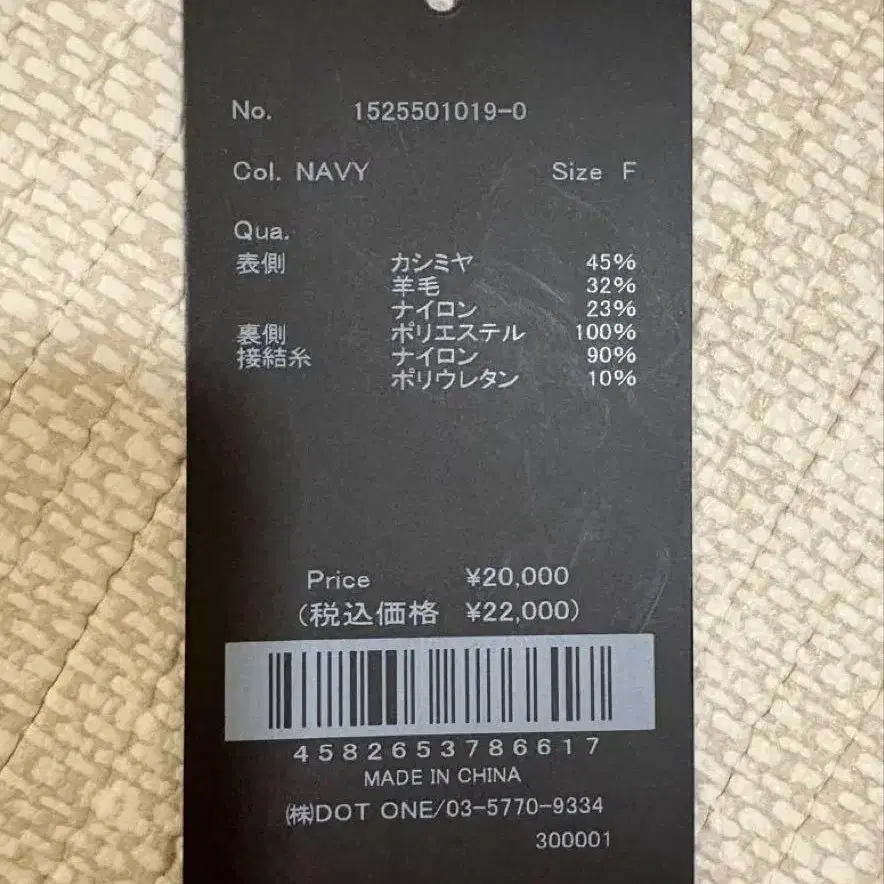 No. 1525501019-0
Col. NAVY Size F
Qua.
表側 カシミヤ 45%
羊毛 32%
ナイロン 23%
裏側 ポリエステル 100%
接結糸 ナイロン 90%
ポリウレタン 10%
Price ¥20,000
(税込価格 ¥22,000)
4582653786617
MADE IN CHINA
㈱DOT ONE/03-5770-9334
300001